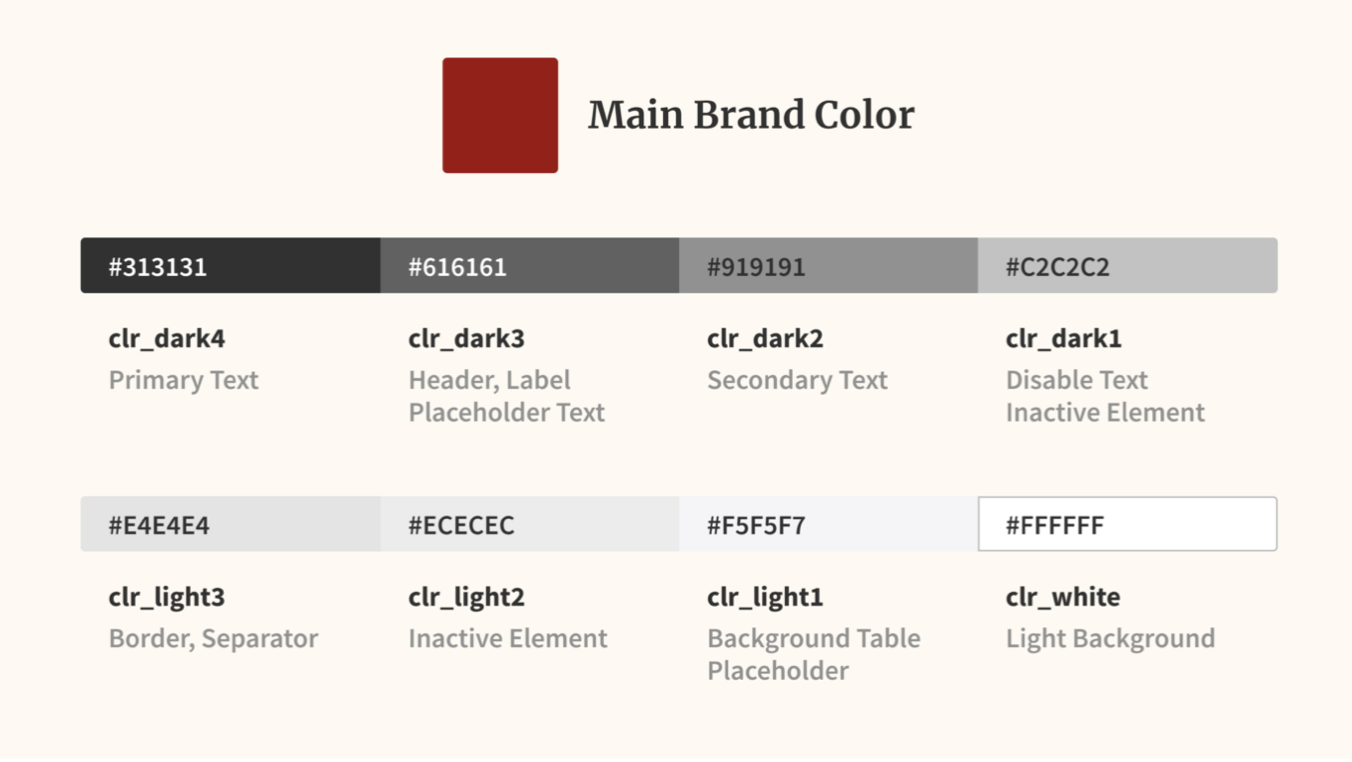 Main Brand Color
#313131
#616161
#919191
#C2C2C2
clr_dark4
Primary Text
clr_dark3
Header, Label
Placeholder Text
clr_dark2
Secondary Text
clr_dark1
Disable Text
Inactive Element
#E4E4E4
#ECECEC
#F5F5F7
#FFFFFF
clr_light3
Border, Separator
clr_light2
Inactive Element
clr_light1
Background Table
Placeholder
clr_white
Light Background